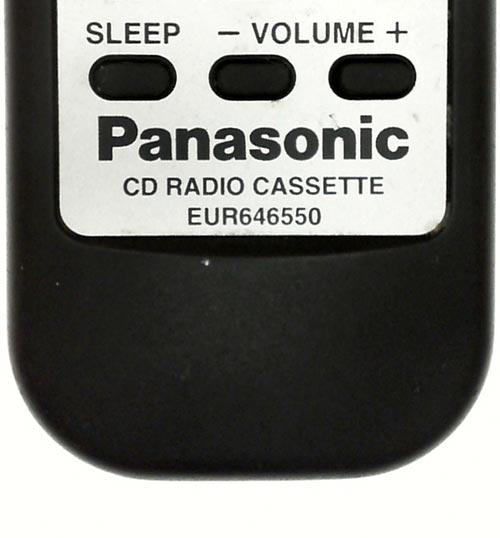 SLEEP − VOLUME +
Panasonic
CD RADIO CASSETTE
EUR646550